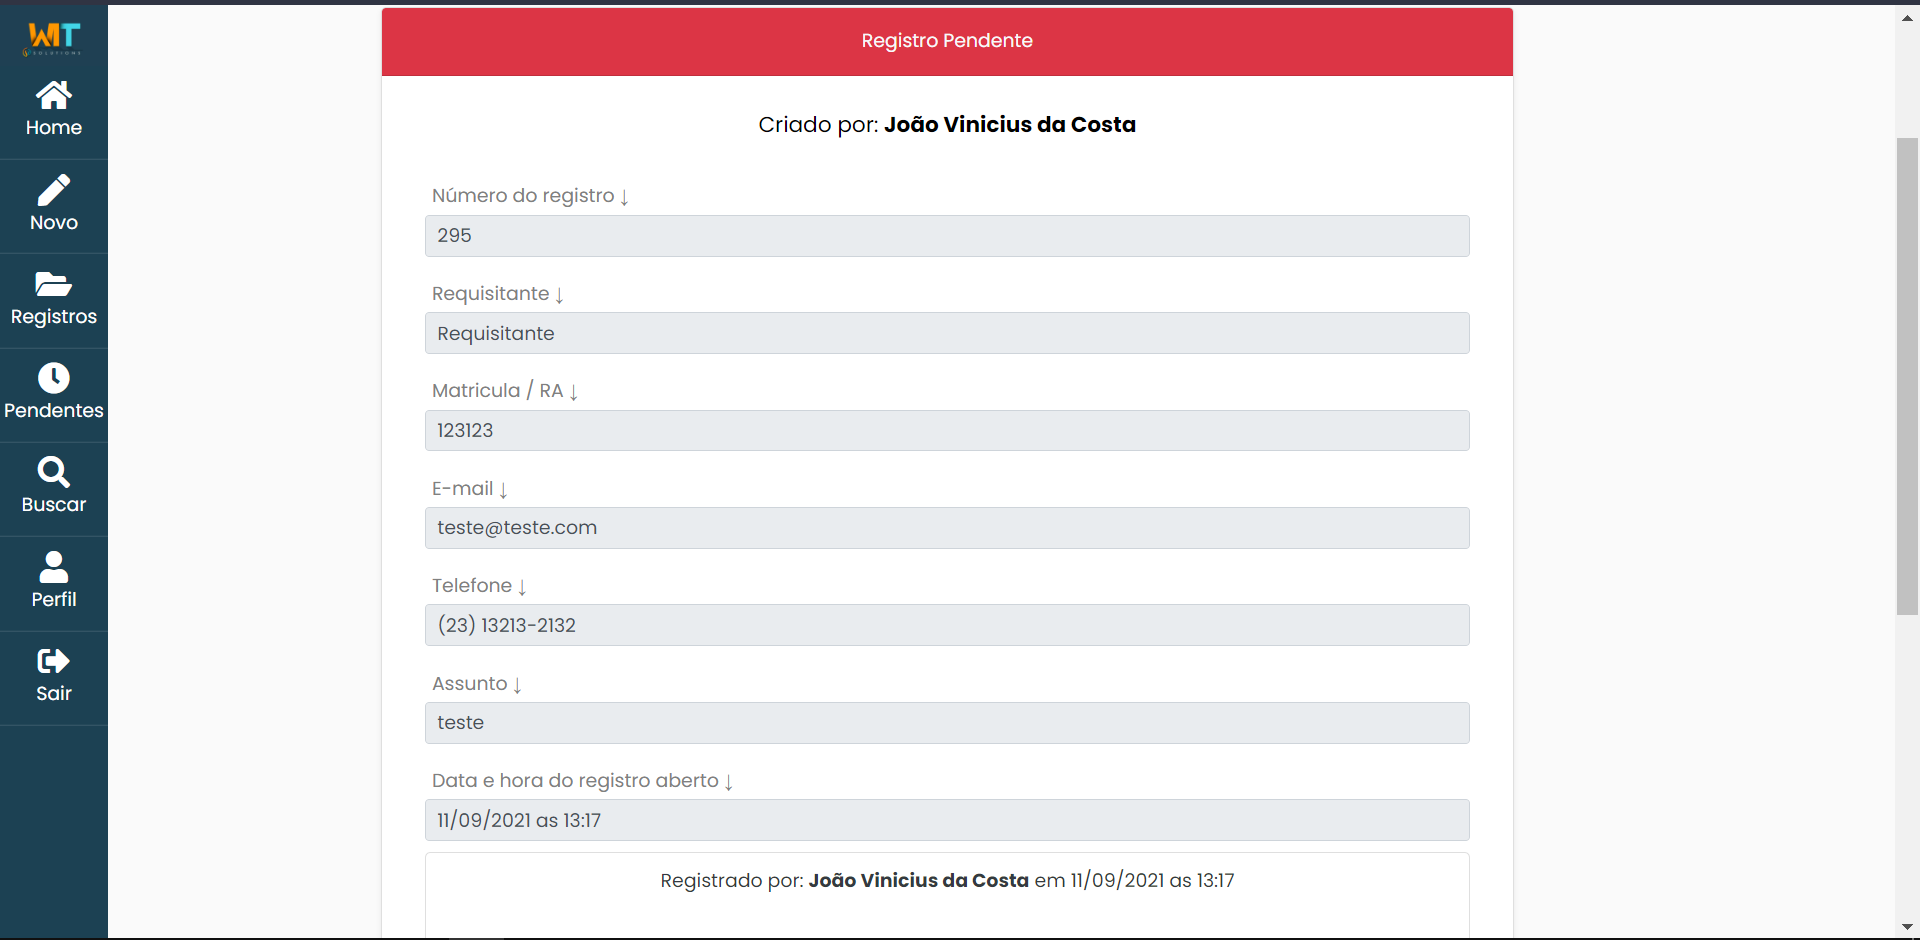 WIT
SOLUTIONS
Home
Novo
Registros
Pendentes
Buscar
Perfil
Sair
Registro Pendente
Criado por: João Vinicius da Costa
Número do registro ↓
295
Requisitante ↓
Requisitante
Matricula / RA ↓
123123
E-mail ↓
teste@teste.com
Telefone ↓
(23) 13213-2132
Assunto ↓
teste
Data e hora do registro aberto ↓
11/09/2021 as 13:17
Registrado por: João Vinicius da Costa em 11/09/2021 as 13:17